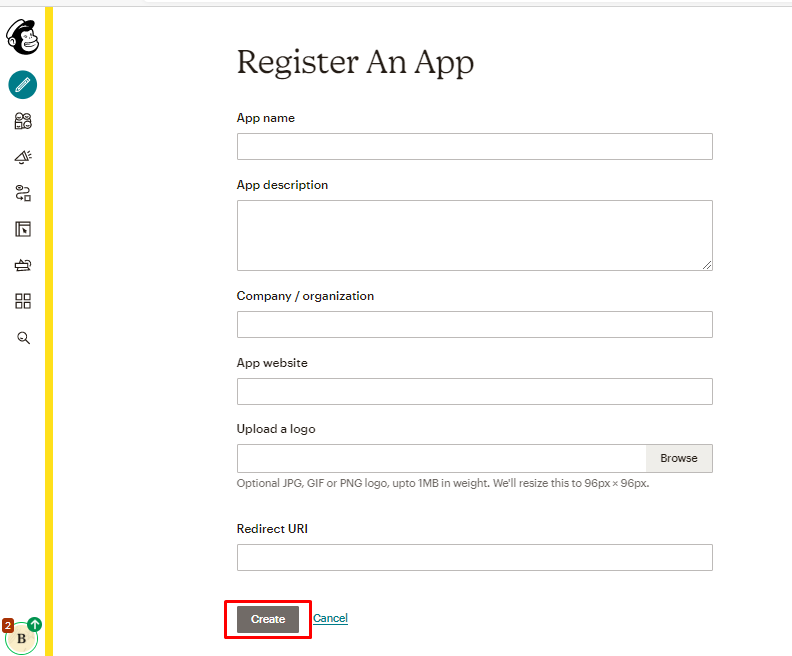 Register An App
App name
App description
Company / organization
App website
Upload a logo
Browse
Optional JPG, GIF or PNG logo, upto 1MB in weight. We'll resize this to 96px × 96px.
Redirect URI
Create Cancel
2
B